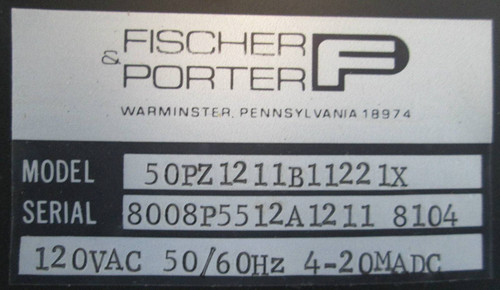 FISCHER
& PORTER
WARMINSTER, PENNSYLVANIA 18974
MODEL 50PZ1211B11221X
SERIAL 8008P5512A1211 8104
120VAC 50/60Hz 4-20MADC